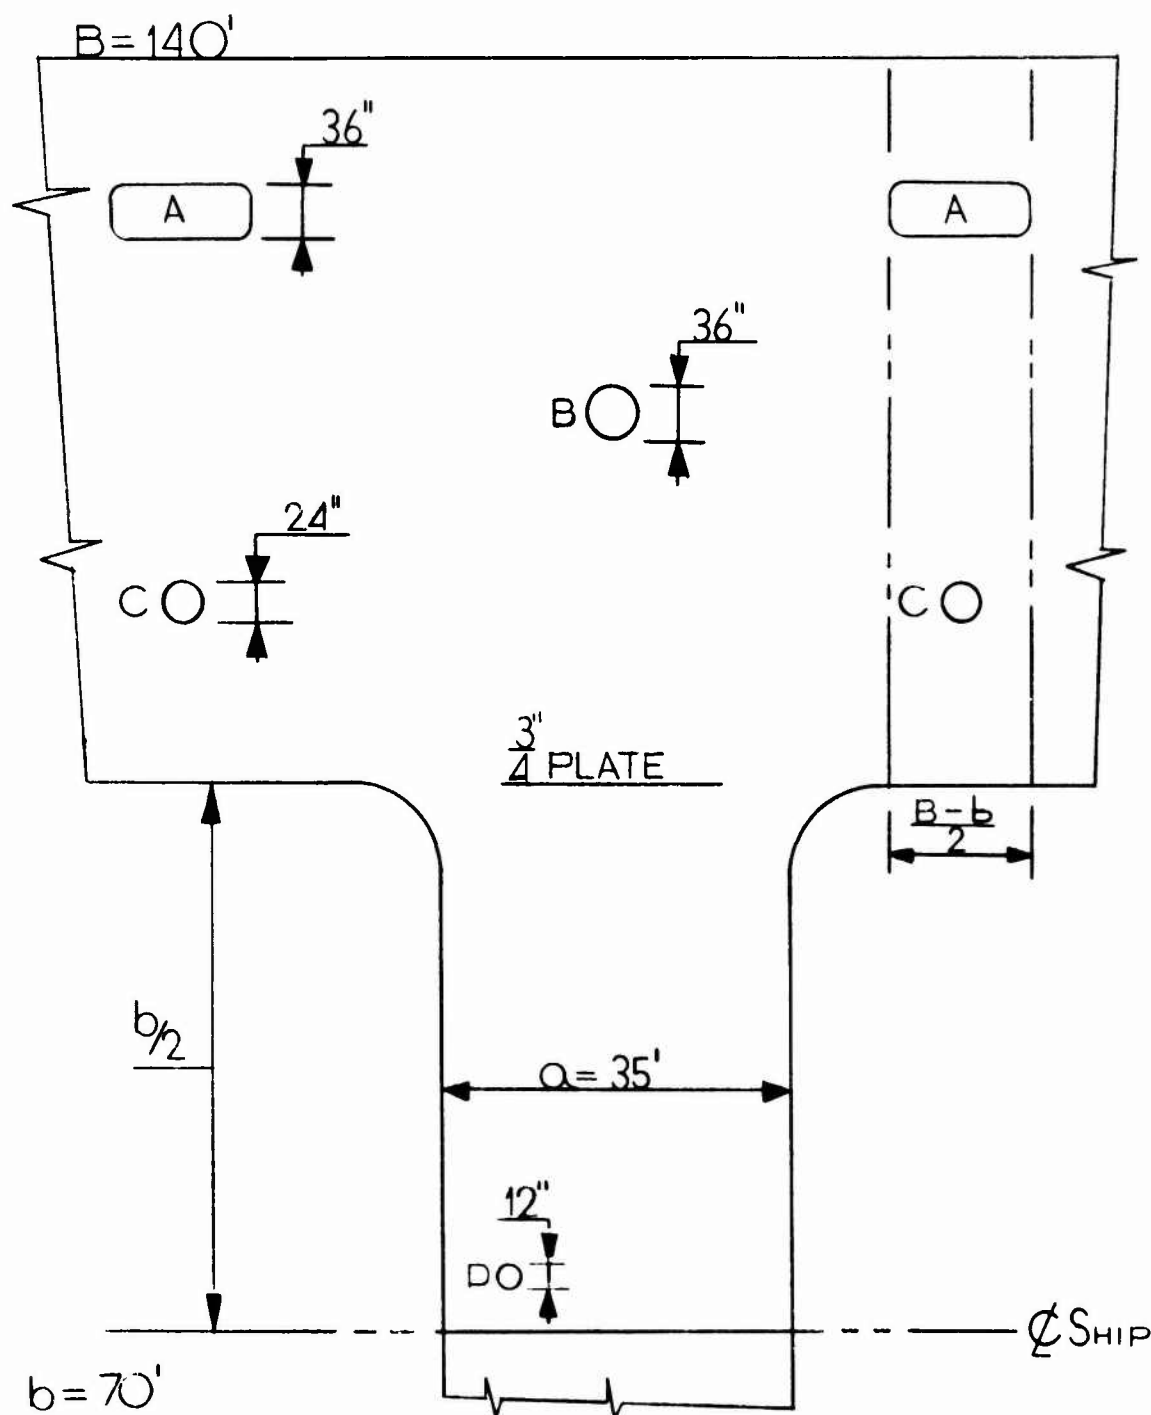 B = 140'
36"
A
A
36"
B
24"
C
C
3"
4 PLATE
B - b
2
b/2
a = 35'
12"
D
℄ SHIP
b = 70'